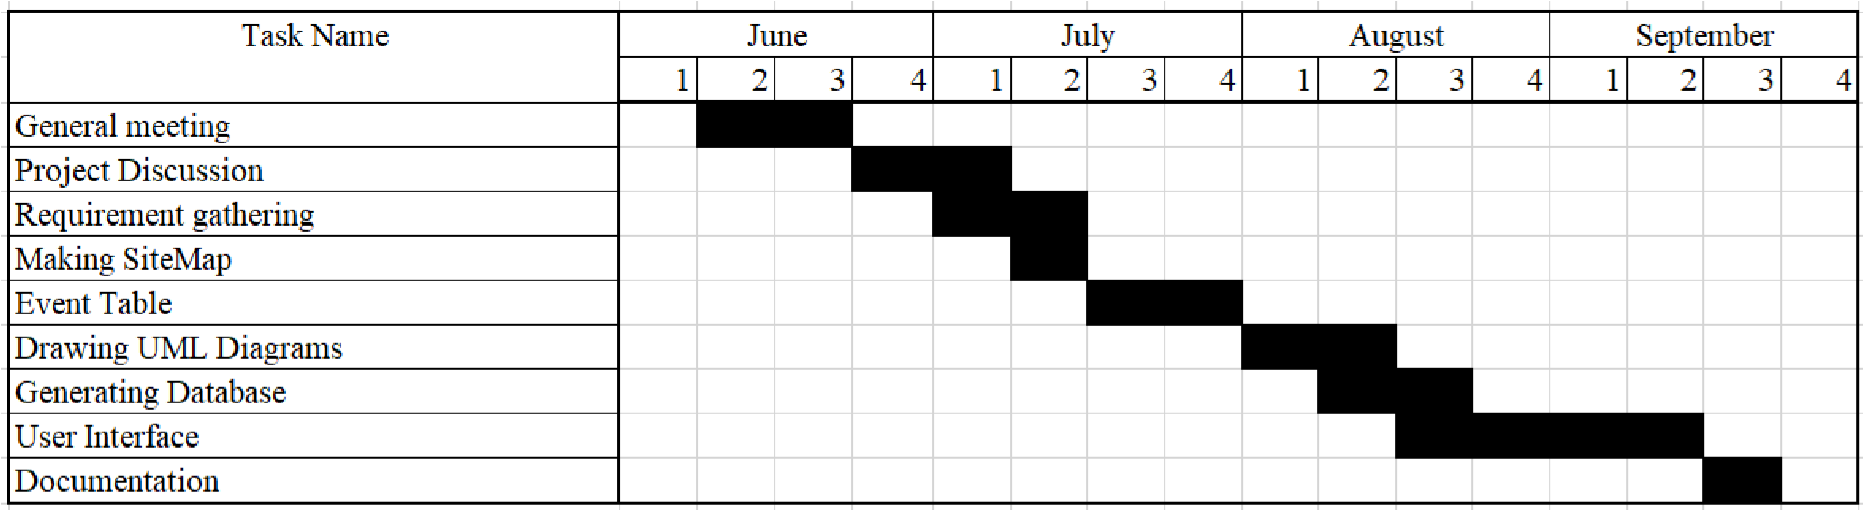 Task Name June July August September
1 2 3 4 1 2 3 4 1 2 3 4 1 2 3 4
General meeting
Project Discussion
Requirement gathering
Making SiteMap
Event Table
Drawing UML Diagrams
Generating Database
User Interface
Documentation